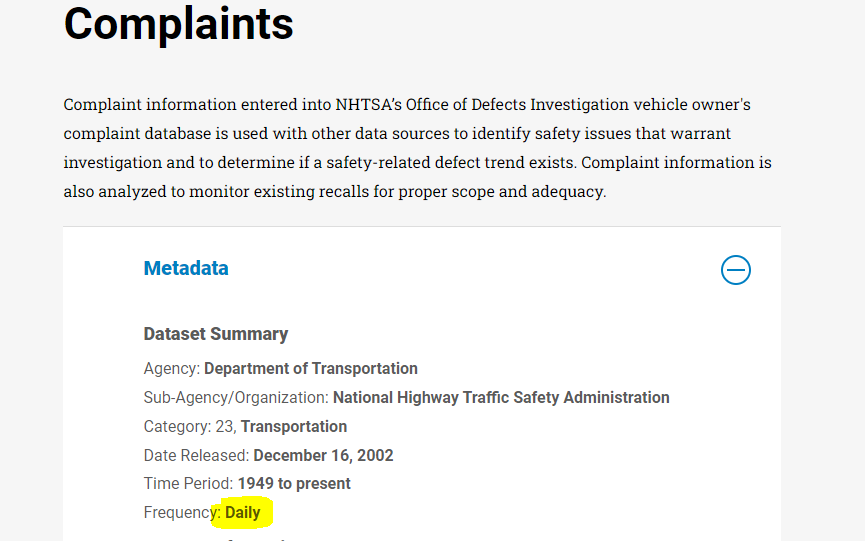 Complaints
Complaint information entered into NHTSA’s Office of Defects Investigation vehicle owner's
complaint database is used with other data sources to identify safety issues that warrant
investigation and to determine if a safety-related defect trend exists. Complaint information is
also analyzed to monitor existing recalls for proper scope and adequacy.
Metadata
Dataset Summary
Agency: Department of Transportation
Sub-Agency/Organization: National Highway Traffic Safety Administration
Category: 23, Transportation
Date Released: December 16, 2002
Time Period: 1949 to present
Frequency: Daily